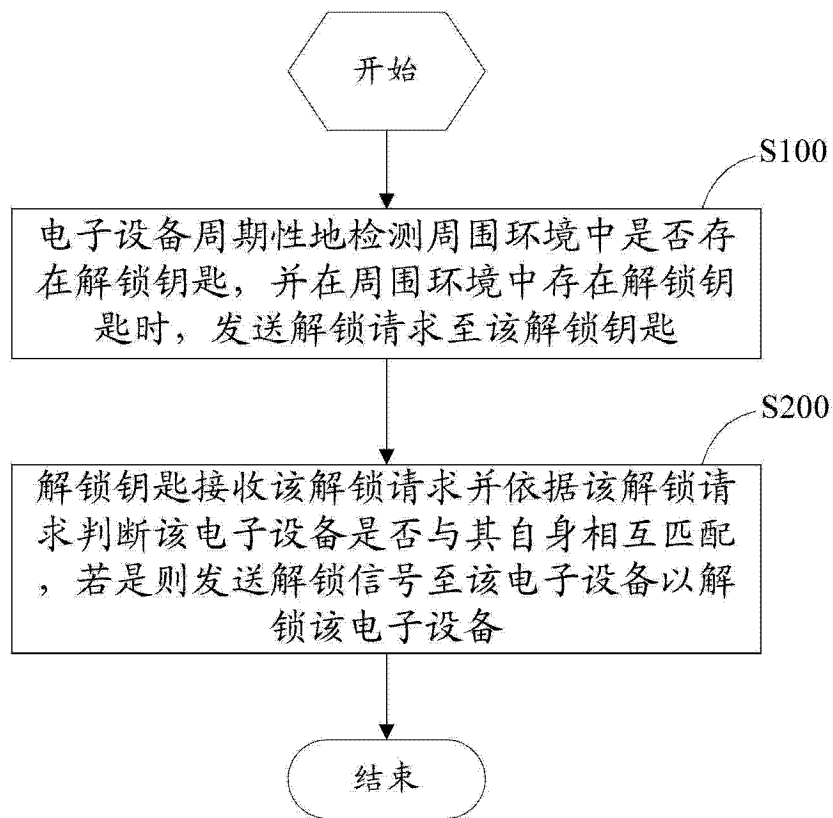 开始
S100
电子设备周期性地检测周围环境中是否存
在解锁钥匙，并在周围环境中存在解锁钥
匙时，发送解锁请求至该解锁钥匙
S200
解锁钥匙接收该解锁请求并依据该解锁请
求判断该电子设备是否与其自身相互匹配
，若是则发送解锁信号至该电子设备以解
锁该电子设备
结束